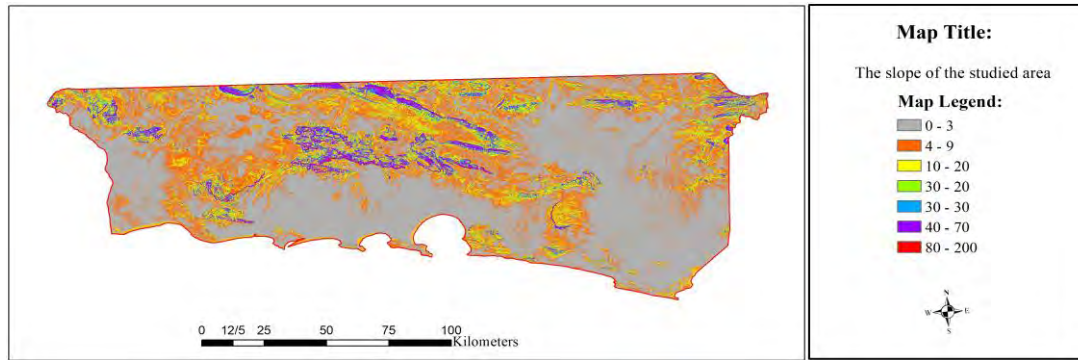 0 12/5 25 50 75 100
Kilometers
Map Title:
The slope of the studied area
Map Legend:
0 - 3
4 - 9
10 - 20
30 - 20
30 - 30
40 - 70
80 - 200
N
W E
S